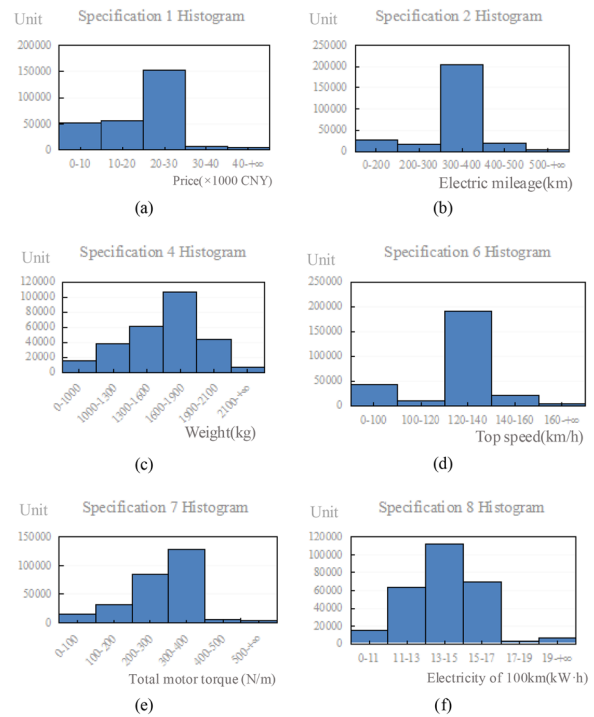 Unit
Specification 1 Histogram
200000
150000
100000
50000
0
0-10 10-20 20-30 30-40 40-+∞
Price(×1000 CNY)
(a)
Unit
Specification 2 Histogram
250000
200000
150000
100000
50000
0
0-200 200-300 300-400 400-500 500-+∞
Electric mileage(km)
(b)
Unit
Specification 4 Histogram
120000
100000
80000
60000
40000
20000
0
0-1000 1000-1300 1300-1600 1600-1900 1900-2100 2100-+∞
Weight(kg)
(c)
Unit
Specification 6 Histogram
250000
200000
150000
100000
50000
0
0-100 100-120 120-140 140-160 160-+∞
Top speed(km/h)
(d)
Unit
Specification 7 Histogram
150000
100000
50000
0
0-100 100-200 200-300 300-400 400-500 500-+∞
Total motor torque (N/m)
(e)
Unit
Specification 8 Histogram
120000
100000
80000
60000
40000
20000
0
0-11 11-13 13-15 15-17 17-19 19-+∞
Electricity of 100km(kW·h)
(f)